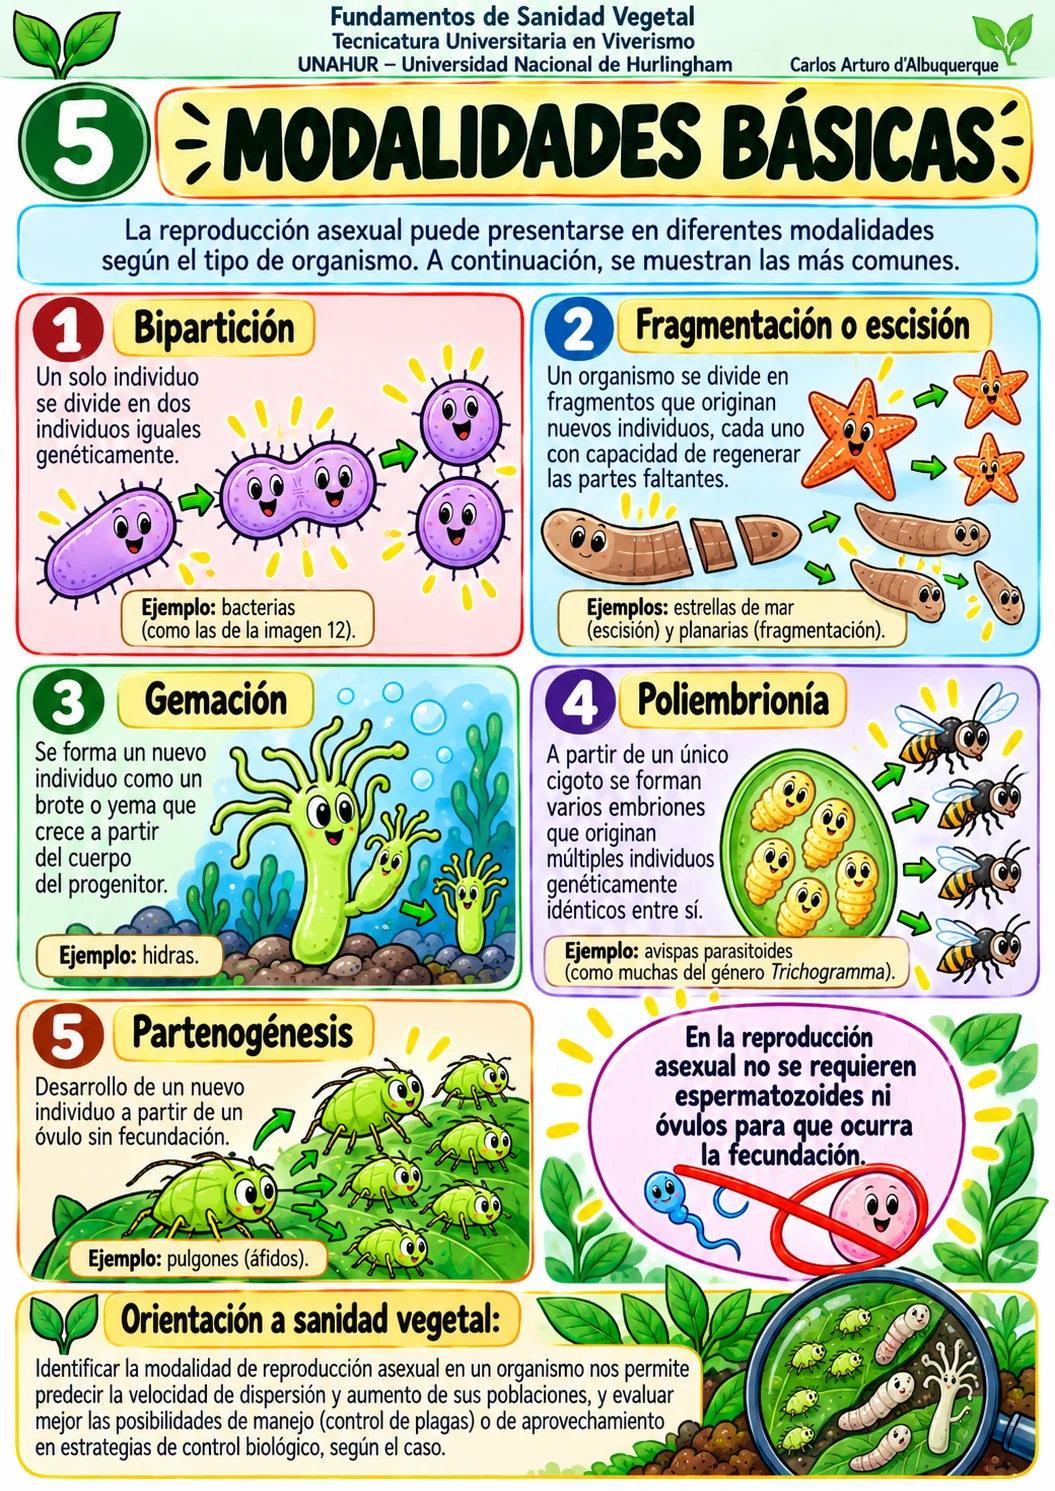 Fundamentos de Sanidad Vegetal
Tecnicatura Universitaria en Viverismo
UNAHUR – Universidad Nacional de Hurlingham
Carlos Arturo d'Albuquerque
5
MODALIDADES BÁSICAS
La reproducción asexual puede presentarse en diferentes modalidades
según el tipo de organismo. A continuación, se muestran las más comunes.
1 Bipartición
Un solo individuo
se divide en dos
individuos iguales
genéticamente.
Ejemplo: bacterias
(como las de la imagen 12).
2 Fragmentación o escisión
Un organismo se divide en
fragmentos que originan
nuevos individuos, cada uno
con capacidad de regenerar
las partes faltantes.
Ejemplos: estrellas de mar
(escisión) y planarias (fragmentación).
3 Gemación
Se forma un nuevo
individuo como un
brote o yema que
crece a partir
del cuerpo
del progenitor.
Ejemplo: hidras.
4 Poliembrionía
A partir de un único
cigoto se forman
varios embriones
que originan
múltiples individuos
genéticamente
idénticos entre sí.
Ejemplo: avispas parasitoides
(como muchas del género Trichogramma).
5 Partenogénesis
Desarrollo de un nuevo
individuo a partir de un
óvulo sin fecundación.
Ejemplo: pulgones (áfidos).
En la reproducción
asexual no se requieren
espermatozoides ni
óvulos para que ocurra
la fecundación.
Orientación a sanidad vegetal:
Identificar la modalidad de reproducción asexual en un organismo nos permite
predecir la velocidad de dispersión y aumento de sus poblaciones, y evaluar
mejor las posibilidades de manejo (control de plagas) o de aprovechamiento
en estrategias de control biológico, según el caso.